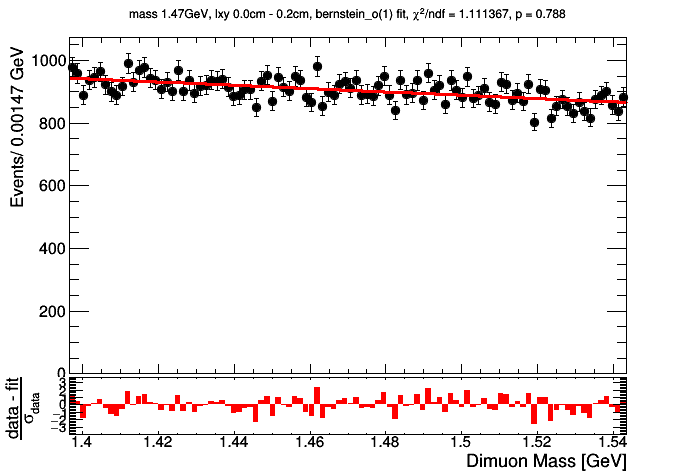 mass 1.47GeV, lxy 0.0cm - 0.2cm, bernstein_o(1) fit, χ²/ndf = 1.111367, p = 0.788
Events/ 0.00147 GeV
1000
800
600
400
200
0
data - fit
σdata
3
2
1
0
−1
−2
−3
1.4 1.42 1.44 1.46 1.48 1.5 1.52 1.54
Dimuon Mass [GeV]